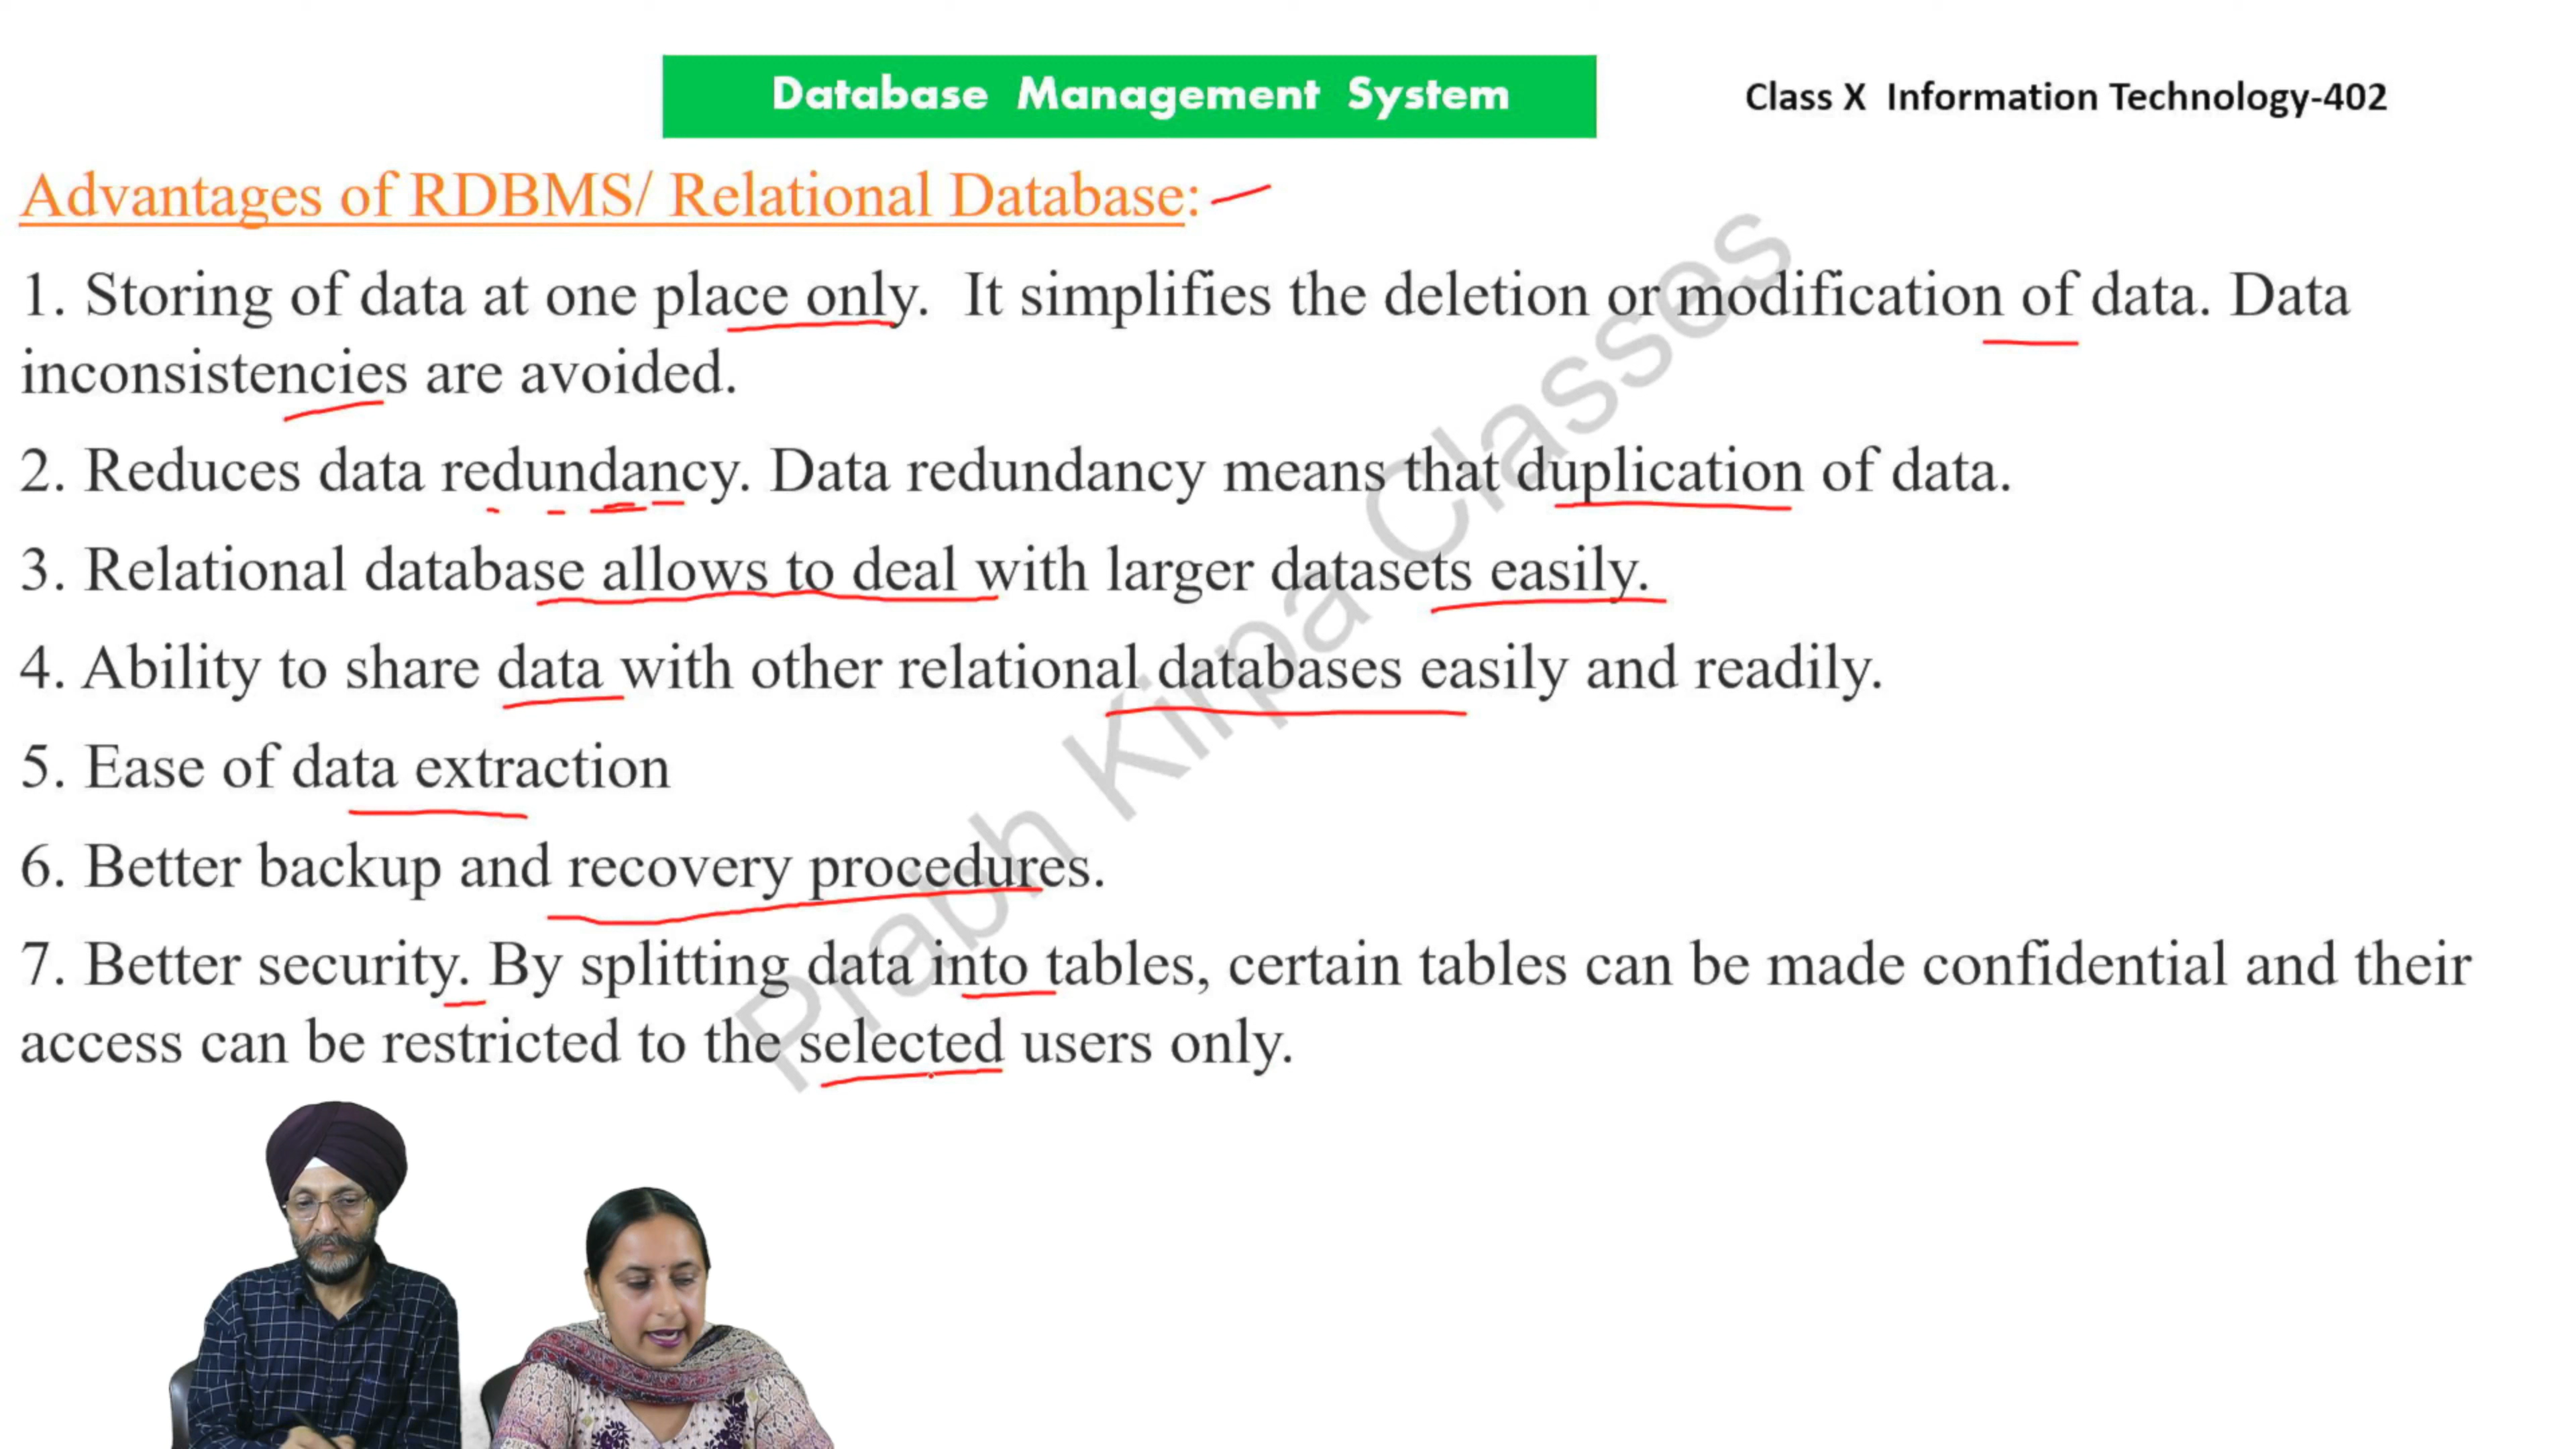 Database Management System
Class X Information Technology-402
Advantages of RDBMS/ Relational Database:
1. Storing of data at one place only. It simplifies the deletion or modification of data. Data
inconsistencies are avoided.
2. Reduces data redundancy. Data redundancy means that duplication of data.
3. Relational database allows to deal with larger datasets easily.
4. Ability to share data with other relational databases easily and readily.
5. Ease of data extraction
6. Better backup and recovery procedures.
7. Better security. By splitting data into tables, certain tables can be made confidential and their
access can be restricted to the selected users only.
Prabh Kirpa Classes